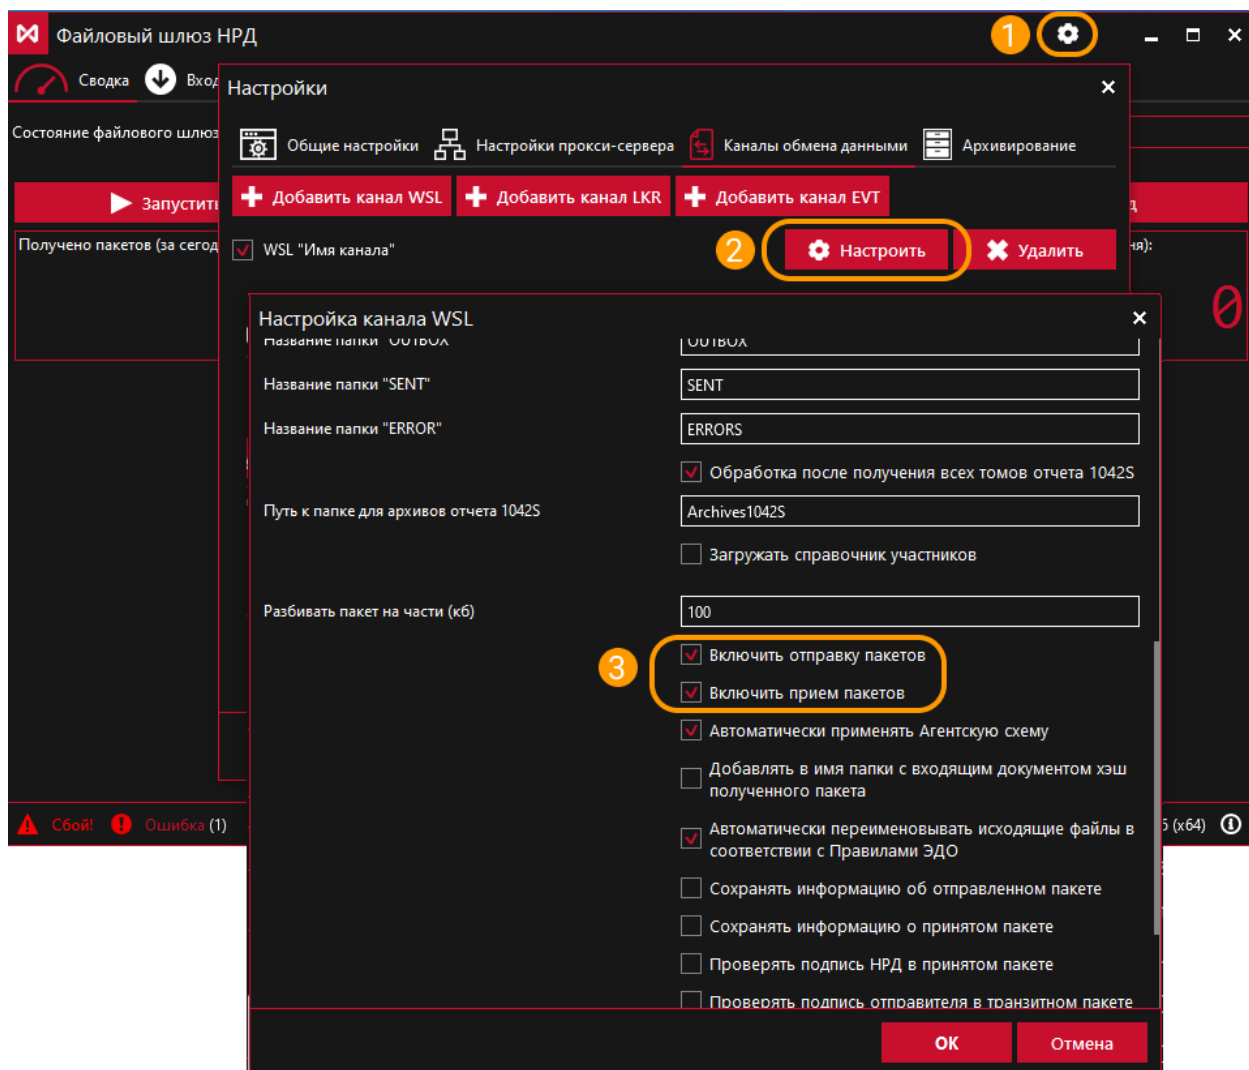 Файловый шлюз НРД
1
Сводка
Вход
Настройки
Состояние файлового шлюз
Общие настройки
Настройки прокси-сервера
Каналы обмена данными
Архивирование
Запустить
Добавить канал WSL
Добавить канал LKR
Добавить канал EVT
д
Получено пакетов (за сегод
WSL "Имя канала"
2
Настроить
Удалить
ня):
0
Настройка канала WSL
Название папки "OUTBOX"
OUTBOX
Название папки "SENT"
SENT
Название папки "ERROR"
ERRORS
Обработка после получения всех томов отчета 1042S
Путь к папке для архивов отчета 1042S
Archives1042S
Загружать справочник участников
Разбивать пакет на части (кб)
100
3
Включить отправку пакетов
Включить прием пакетов
Автоматически применять Агентскую схему
Добавлять в имя папки с входящим документом хэш
полученного пакета
Сбой!
Ошибка (1)
Автоматически переименовывать исходящие файлы в
соответствии с Правилами ЭДО
5 (x64)
Сохранять информацию об отправленном пакете
Сохранять информацию о принятом пакете
Проверять подпись НРД в принятом пакете
Проверять подпись отправителя в транзитном пакете
OK
Отмена